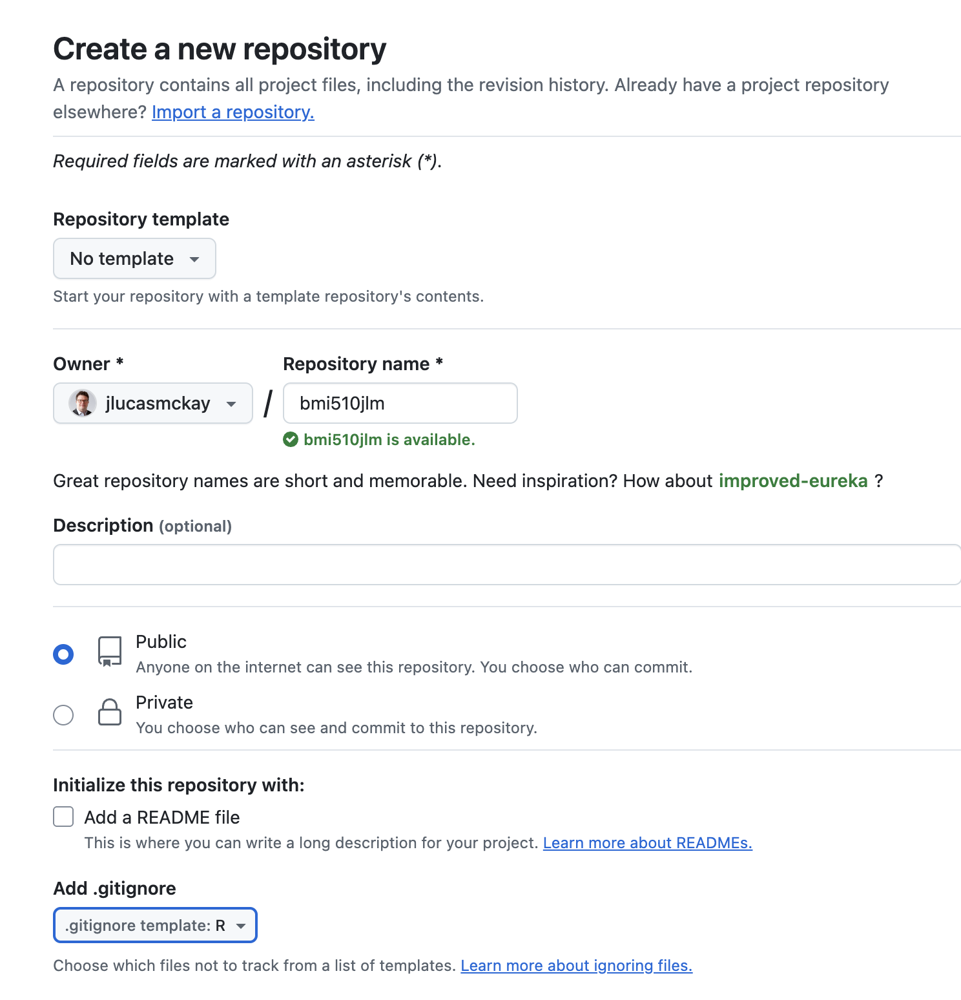 Create a new repository
A repository contains all project files, including the revision history. Already have a project repository
elsewhere? Import a repository.
Required fields are marked with an asterisk (*).
Repository template
No template
Start your repository with a template repository's contents.
Owner *
Repository name *
jlucasmckay / bmi510jlm
bmi510jlm is available.
Great repository names are short and memorable. Need inspiration? How about improved-eureka ?
Description (optional)
Public
Anyone on the internet can see this repository. You choose who can commit.
Private
You choose who can see and commit to this repository.
Initialize this repository with:
Add a README file
This is where you can write a long description for your project. Learn more about READMEs.
Add .gitignore
.gitignore template: R
Choose which files not to track from a list of templates. Learn more about ignoring files.